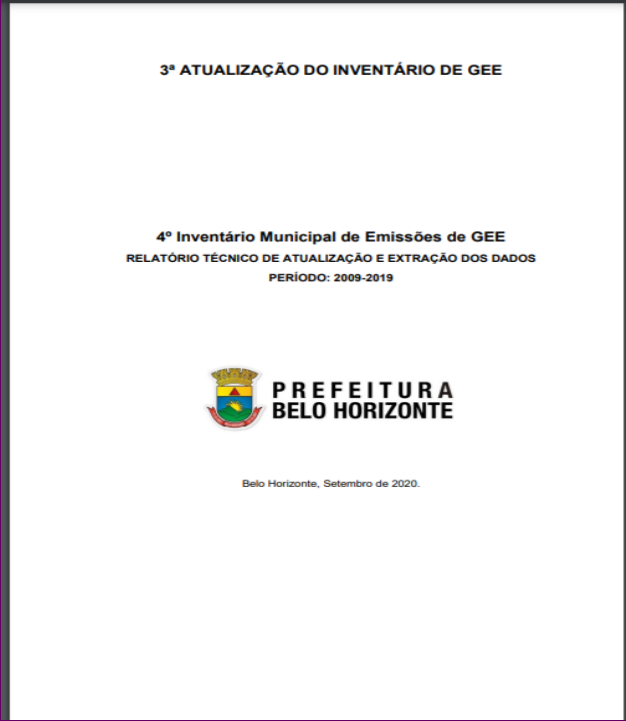 3ª ATUALIZAÇÃO DO INVENTÁRIO DE GEE
4º Inventário Municipal de Emissões de GEE
RELATÓRIO TÉCNICO DE ATUALIZAÇÃO E EXTRAÇÃO DOS DADOS
PERÍODO: 2009-2019
PREFEITURA
BELO HORIZONTE
Belo Horizonte, Setembro de 2020.